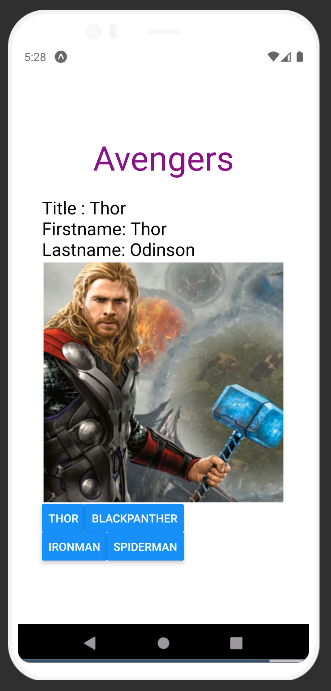 5:28
Avengers
Title : Thor
Firstname: Thor
Lastname: Odinson
THOR BLACKPANTHER
IRONMAN SPIDERMAN